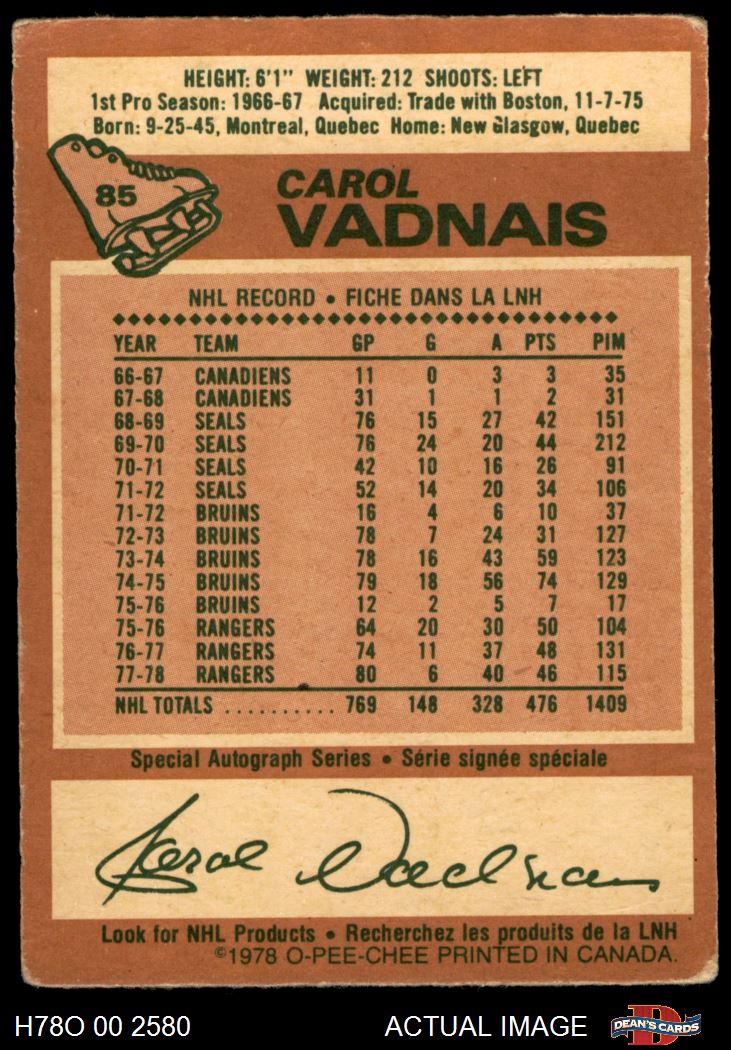 HEIGHT: 6'1" WEIGHT: 212 SHOOTS: LEFT
1st Pro Season: 1966-67 Acquired: Trade with Boston, 11-7-75
Born: 9-25-45, Montreal, Quebec Home: New Glasgow, Quebec
85
CAROL
VADNAIS
NHL RECORD • FICHE DANS LA LNH
YEAR TEAM GP G A PTS PIM
66-67 CANADIENS 11 0 3 3 35
67-68 CANADIENS 31 1 1 2 31
68-69 SEALS 76 15 27 42 151
69-70 SEALS 76 24 20 44 212
70-71 SEALS 42 10 16 26 91
71-72 SEALS 52 14 20 34 106
71-72 BRUINS 16 4 6 10 37
72-73 BRUINS 78 7 24 31 127
73-74 BRUINS 78 16 43 59 123
74-75 BRUINS 79 18 56 74 129
75-76 BRUINS 12 2 5 7 17
75-76 RANGERS 64 20 30 50 104
76-77 RANGERS 74 11 37 48 131
77-78 RANGERS 80 6 40 46 115
NHL TOTALS .......... 769 148 328 476 1409
Special Autograph Series • Série signée spéciale
Carol Vadnais
Look for NHL Products • Recherchez les produits de la LNH
©1978 O-PEE-CHEE PRINTED IN CANADA.
H78O 00 2580 ACTUAL IMAGE D DEAN'S CARDS